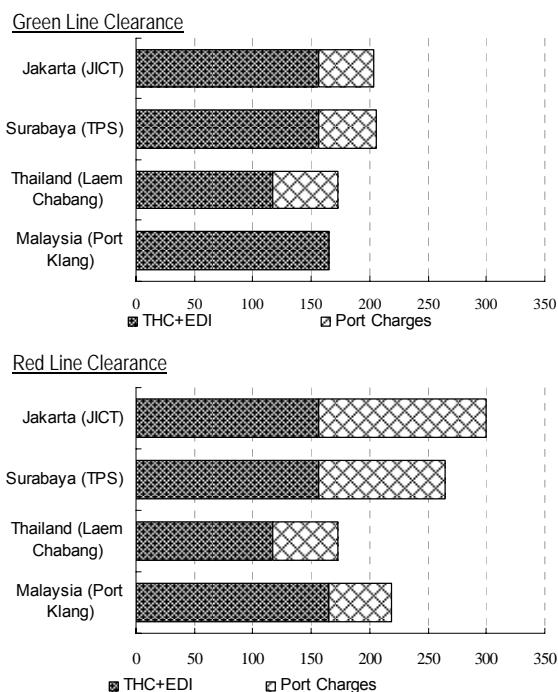 Green Line Clearance
Jakarta (JICT)
Surabaya (TPS)
Thailand (Laem
Chabang)
Malaysia (Port
Klang)
0 50 100 150 200 250 300 350
THC+EDI Port Charges
Red Line Clearance
Jakarta (JICT)
Surabaya (TPS)
Thailand (Laem
Chabang)
Malaysia (Port
Klang)
0 50 100 150 200 250 300 350
THC+EDI Port Charges